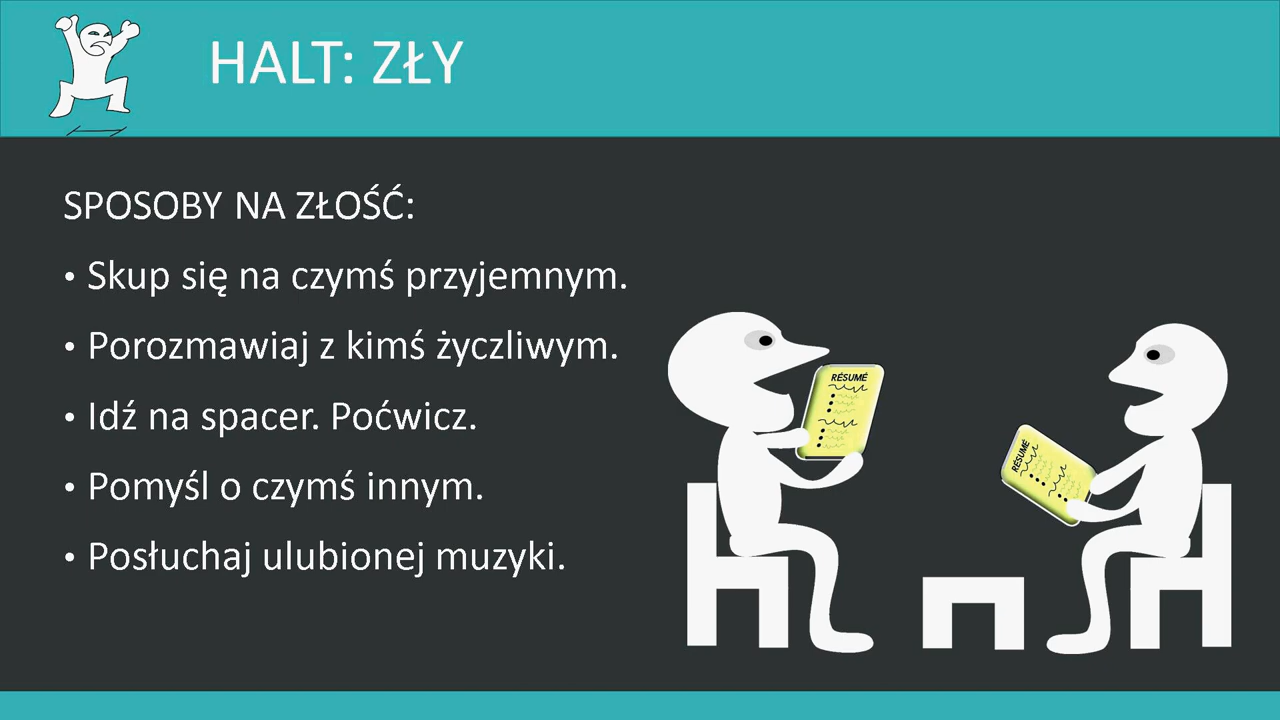 HALT: ZŁY
SPOSOBY NA ZŁOŚĆ:
• Skup się na czymś przyjemnym.
• Porozmawiaj z kimś życzliwym.
• Idź na spacer. Poćwicz.
• Pomyśl o czymś innym.
• Posłuchaj ulubionej muzyki.
RÉSUMÉ
RÉSUMÉ